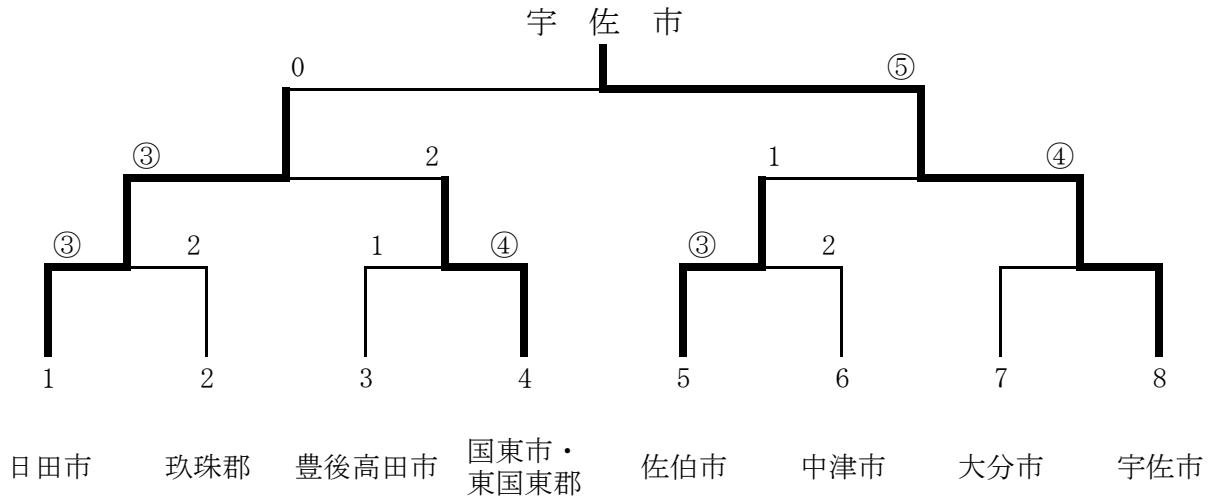 宇 佐 市
0 ⑤
③ 2 1 ④
③ 2 1 ④ ③ 2
1 2 3 4 5 6 7 8
日田市 玖珠郡 豊後高田市 国東市・ 佐伯市 中津市 大分市 宇佐市
東国東郡